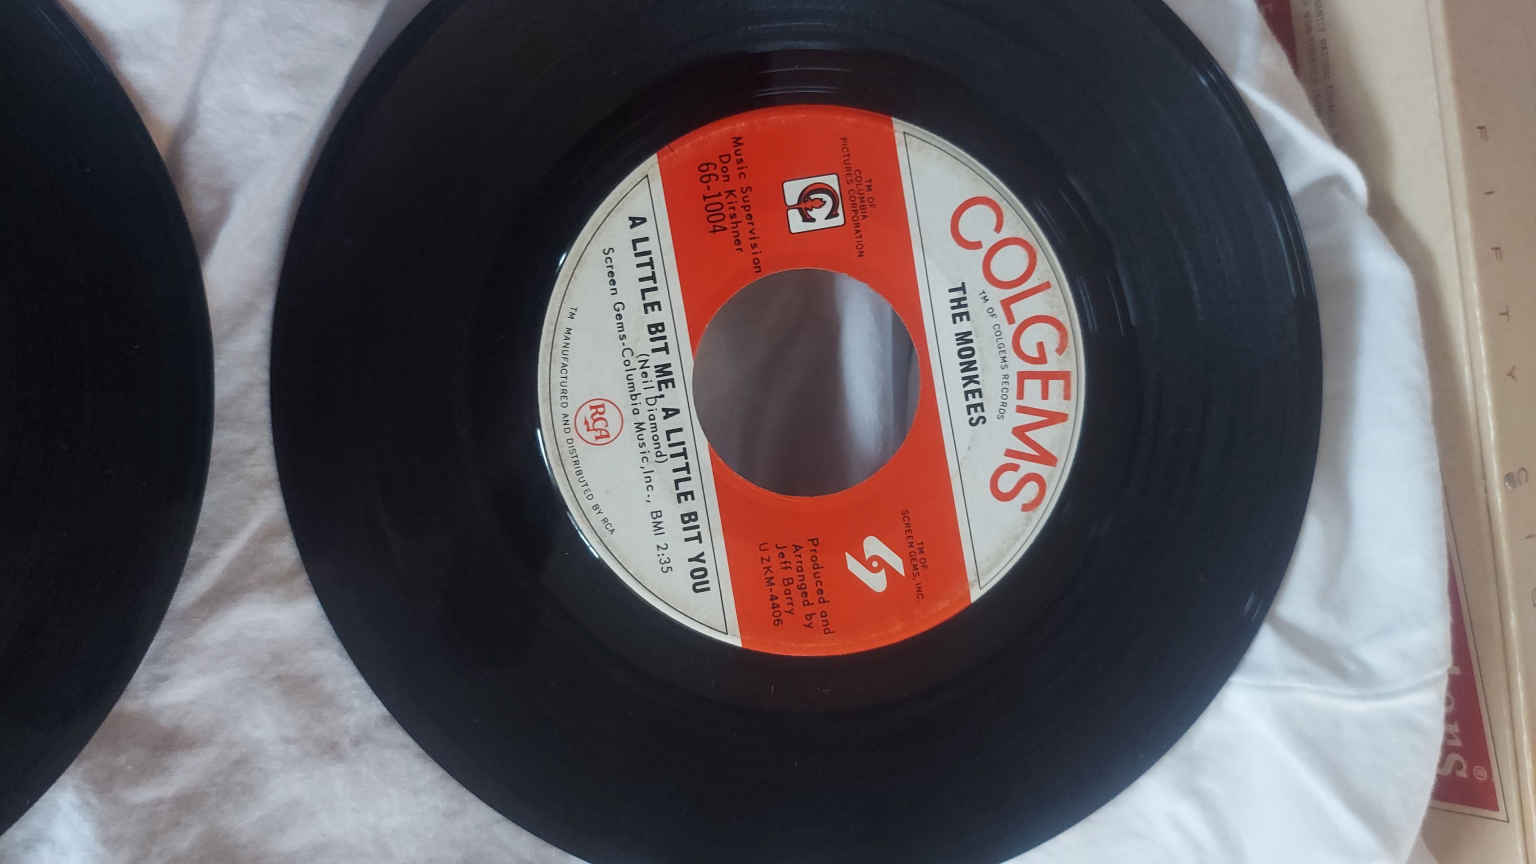 COLGEMS
TM OF COLGEMS RECORDS
THE MONKEES
TM OF
COLUMBIA
PICTURES CORPORATION
TM OF
SCREEN GEMS, INC.
Music Supervision
Don Kirshner
66-1004
Produced and
Arranged by
Jeff Barry
UZKM-4406
A LITTLE BIT ME, A LITTLE BIT YOU
(Neil Diamond)
Screen Gems-Columbia Music, Inc., BMI 2:35
RCA
TM MANUFACTURED AND DISTRIBUTED BY RCA